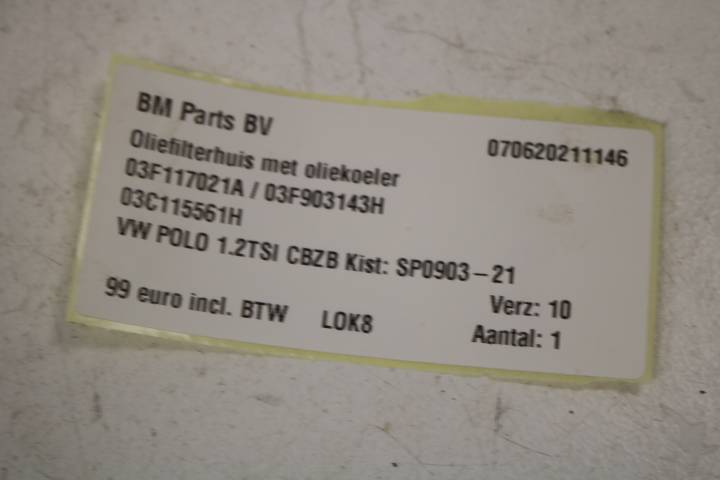 BM Parts BV 070620211146
Oliefilterhuis met oliekoeler
03F117021A / 03F903143H
03C115561H
VW POLO 1.2TSI CBZB Kist: SP0903-21
Verz: 10
99 euro incl. BTW LOK8 Aantal: 1